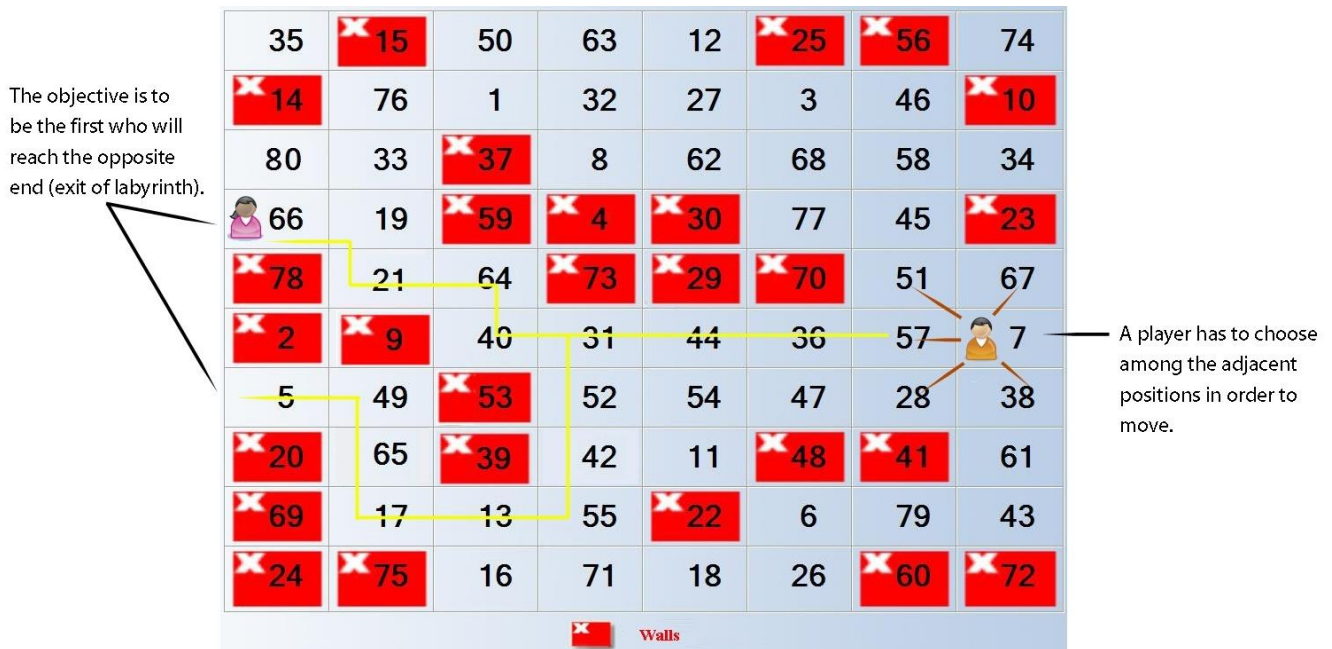 35 15 50 63 12 25 56 74
14 76 1 32 27 3 46 10
The objective is to
be the first who will
reach the opposite
end (exit of labyrinth).
80 33 37 8 62 68 58 34
66 19 59 4 30 77 45 23
78 21 64 73 29 70 51 67
2 9 40 31 44 36 57 7
A player has to choose
among the adjacent
positions in order to
move.
5 49 53 52 54 47 28 38
20 65 39 42 11 48 41 61
69 17 13 55 22 6 79 43
24 75 16 71 18 26 60 72
Walls